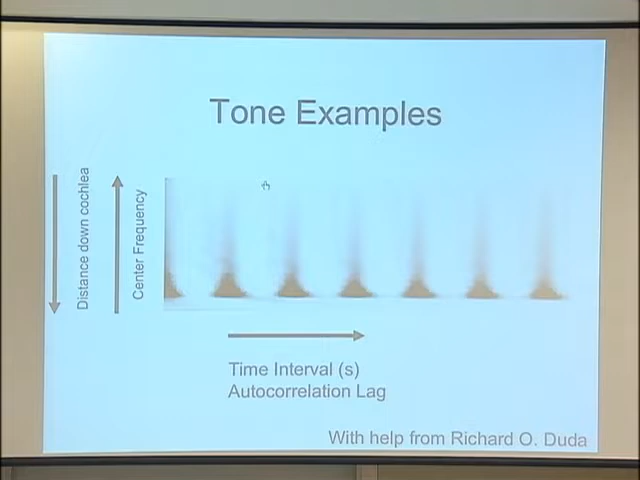 Tone Examples
Distance down cochlea
Center Frequency
Time Interval (s)
Autocorrelation Lag
With help from Richard O. Duda